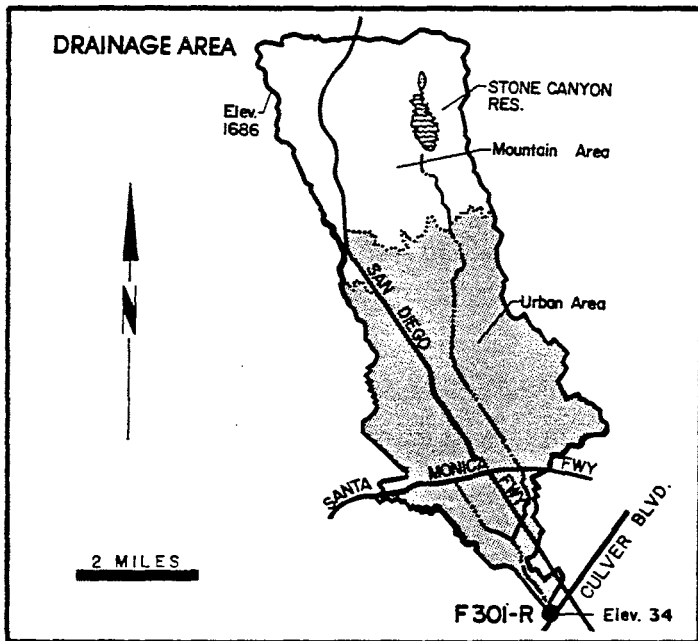 DRAINAGE AREA
STONE CANYON
RES.
Elev.
1686
Mountain Area
N
SAN DIEGO FWY
Urban Area
SANTA MONICA FWY
CULVER BLVD.
2 MILES
F301-R
Elev. 34